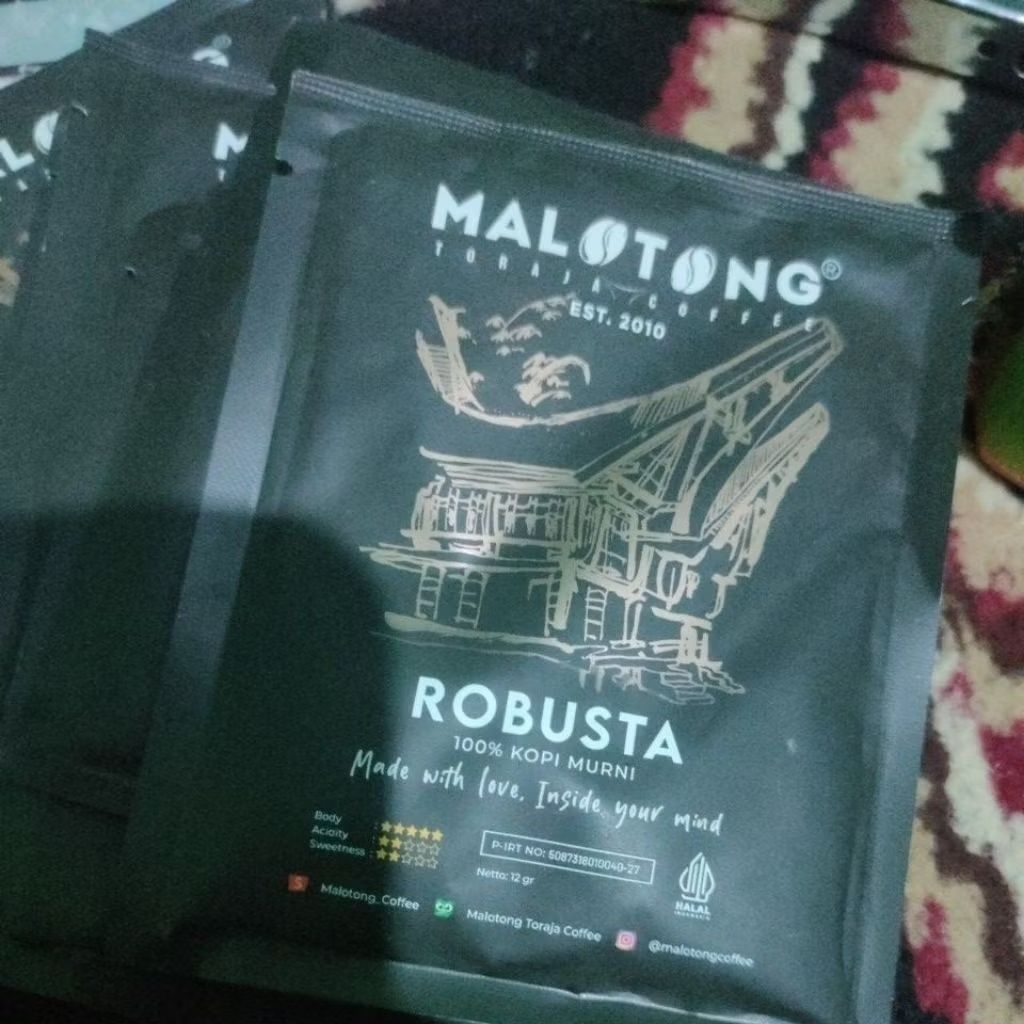 MALOTONG®
TORAJA COFFEE
EST. 2010
ROBUSTA
100% KOPI MURNI
Made with love, Inside your mind
Body
Acidity :
Sweetness :
P-IRT NO: 5087318010040-27
Netto: 12 gr
HALAL
INDONESIA
Malotong_Coffee
Malotong Toraja Coffee
@malotongcoffee
L
M
T